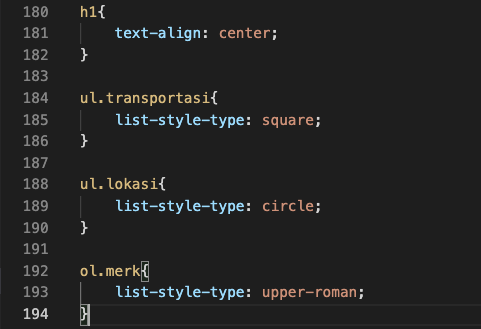 180 h1{
181 text-align: center;
182 }
183
184 ul.transportasi{
185 list-style-type: square;
186 }
187
188 ul.lokasi{
189 list-style-type: circle;
190 }
191
192 ol.merk{
193 list-style-type: upper-roman;
194 }